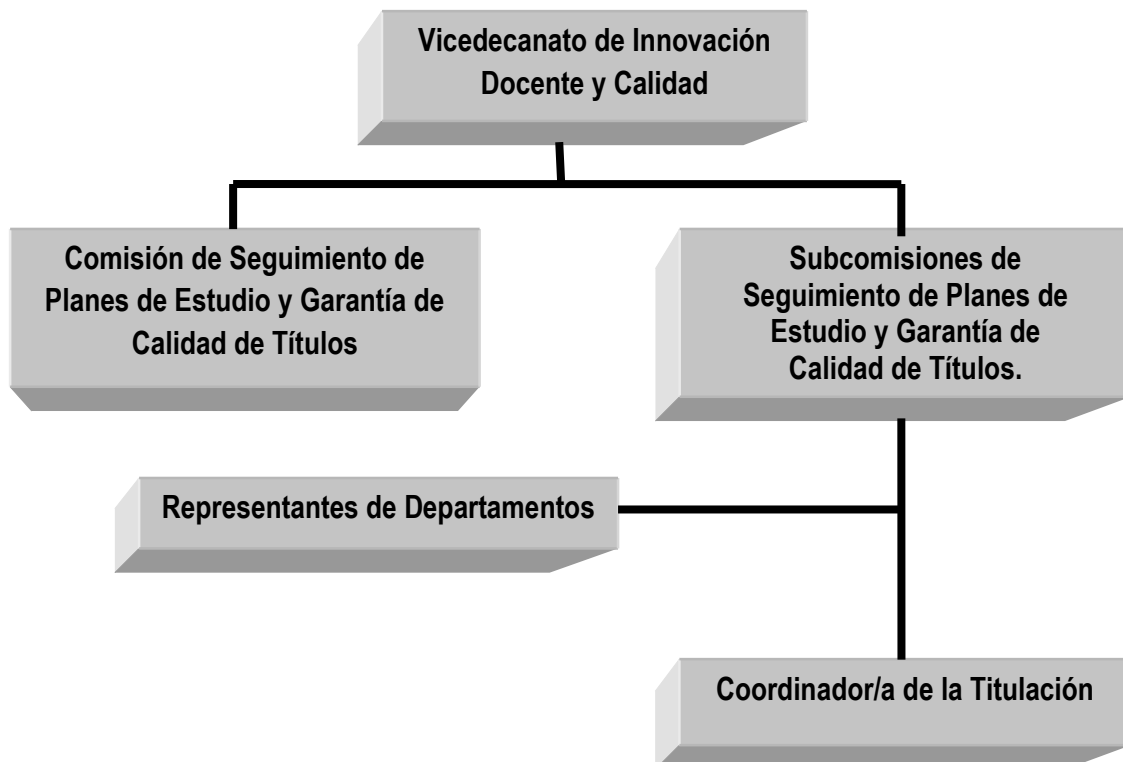 Vicedecanato de Innovación
Docente y Calidad
Comisión de Seguimiento de
Planes de Estudio y Garantía de
Calidad de Títulos
Subcomisiones de
Seguimiento de Planes de
Estudio y Garantía de
Calidad de Títulos.
Representantes de Departamentos
Coordinador/a de la Titulación